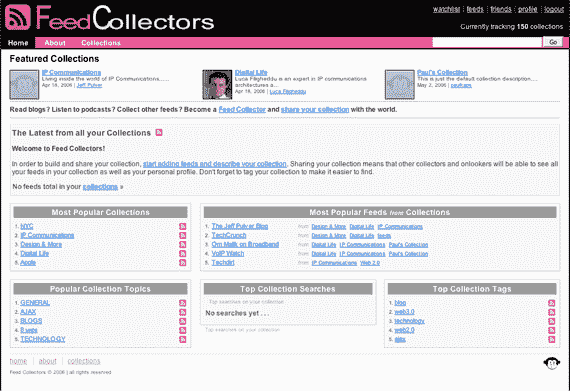 FeedCollectors
watchlist | feeds | friends | profile | logout
Currently tracking 150 collections
Home About Collections Go
Featured Collections
IP Communications
Living inside the world of IP Communications......
Apr 18, 2006 | Jeff Pulver
Digital Life
Luca Filigheddu is an expert in IP communications
architectures a...
Apr 18, 2006 | Luca Filigheddu
Paul's Collection
This is just the default collection description....
May 2, 2006 |
Read blogs? Listen to podcasts? Collect other feeds? Become a Feed Collector and share your collection with the world.
The Latest from all your Collections
Welcome to Feed Collectors!
In order to build and share your collection, start adding feeds and describe your collection. Sharing your collection means that other collectors and onlookers will be able to see
all your feeds in your collection as well as your personal profile. Don't forget to tag your collection to make it easier to find.
No feeds total in your collections »
Most Popular Collections
1. NYC
2. IP Communications
3. Design & More
4. Digital Life
5. Apple
Most Popular Feeds from Collections
1. The Jeff Pulver Blog from: Design & More Digital Life IP Communications
2. TechCrunch from: Design & More Digital Life feeds
3. Om Malik on Broadband from: Digital Life IP Communications Paul's Collection
4. VoIP Watch from: Digital Life IP Communications Paul's Collection
5. Techdirt from: IP Communications Web 2.0
Popular Collection Topics
1. GENERAL
2. AJAX
3. BLOGS
4.
5. TECHNOLOGY
Top Collection Searches
Top searches on your collection
No searches yet . . .
Top searches on your collection
Top Collection Tags
1. blog
2. web3.0
3. technology
4. web2.0
5. ajax
home | about | collections
Feed Collectors © 2006 | all rights reserved